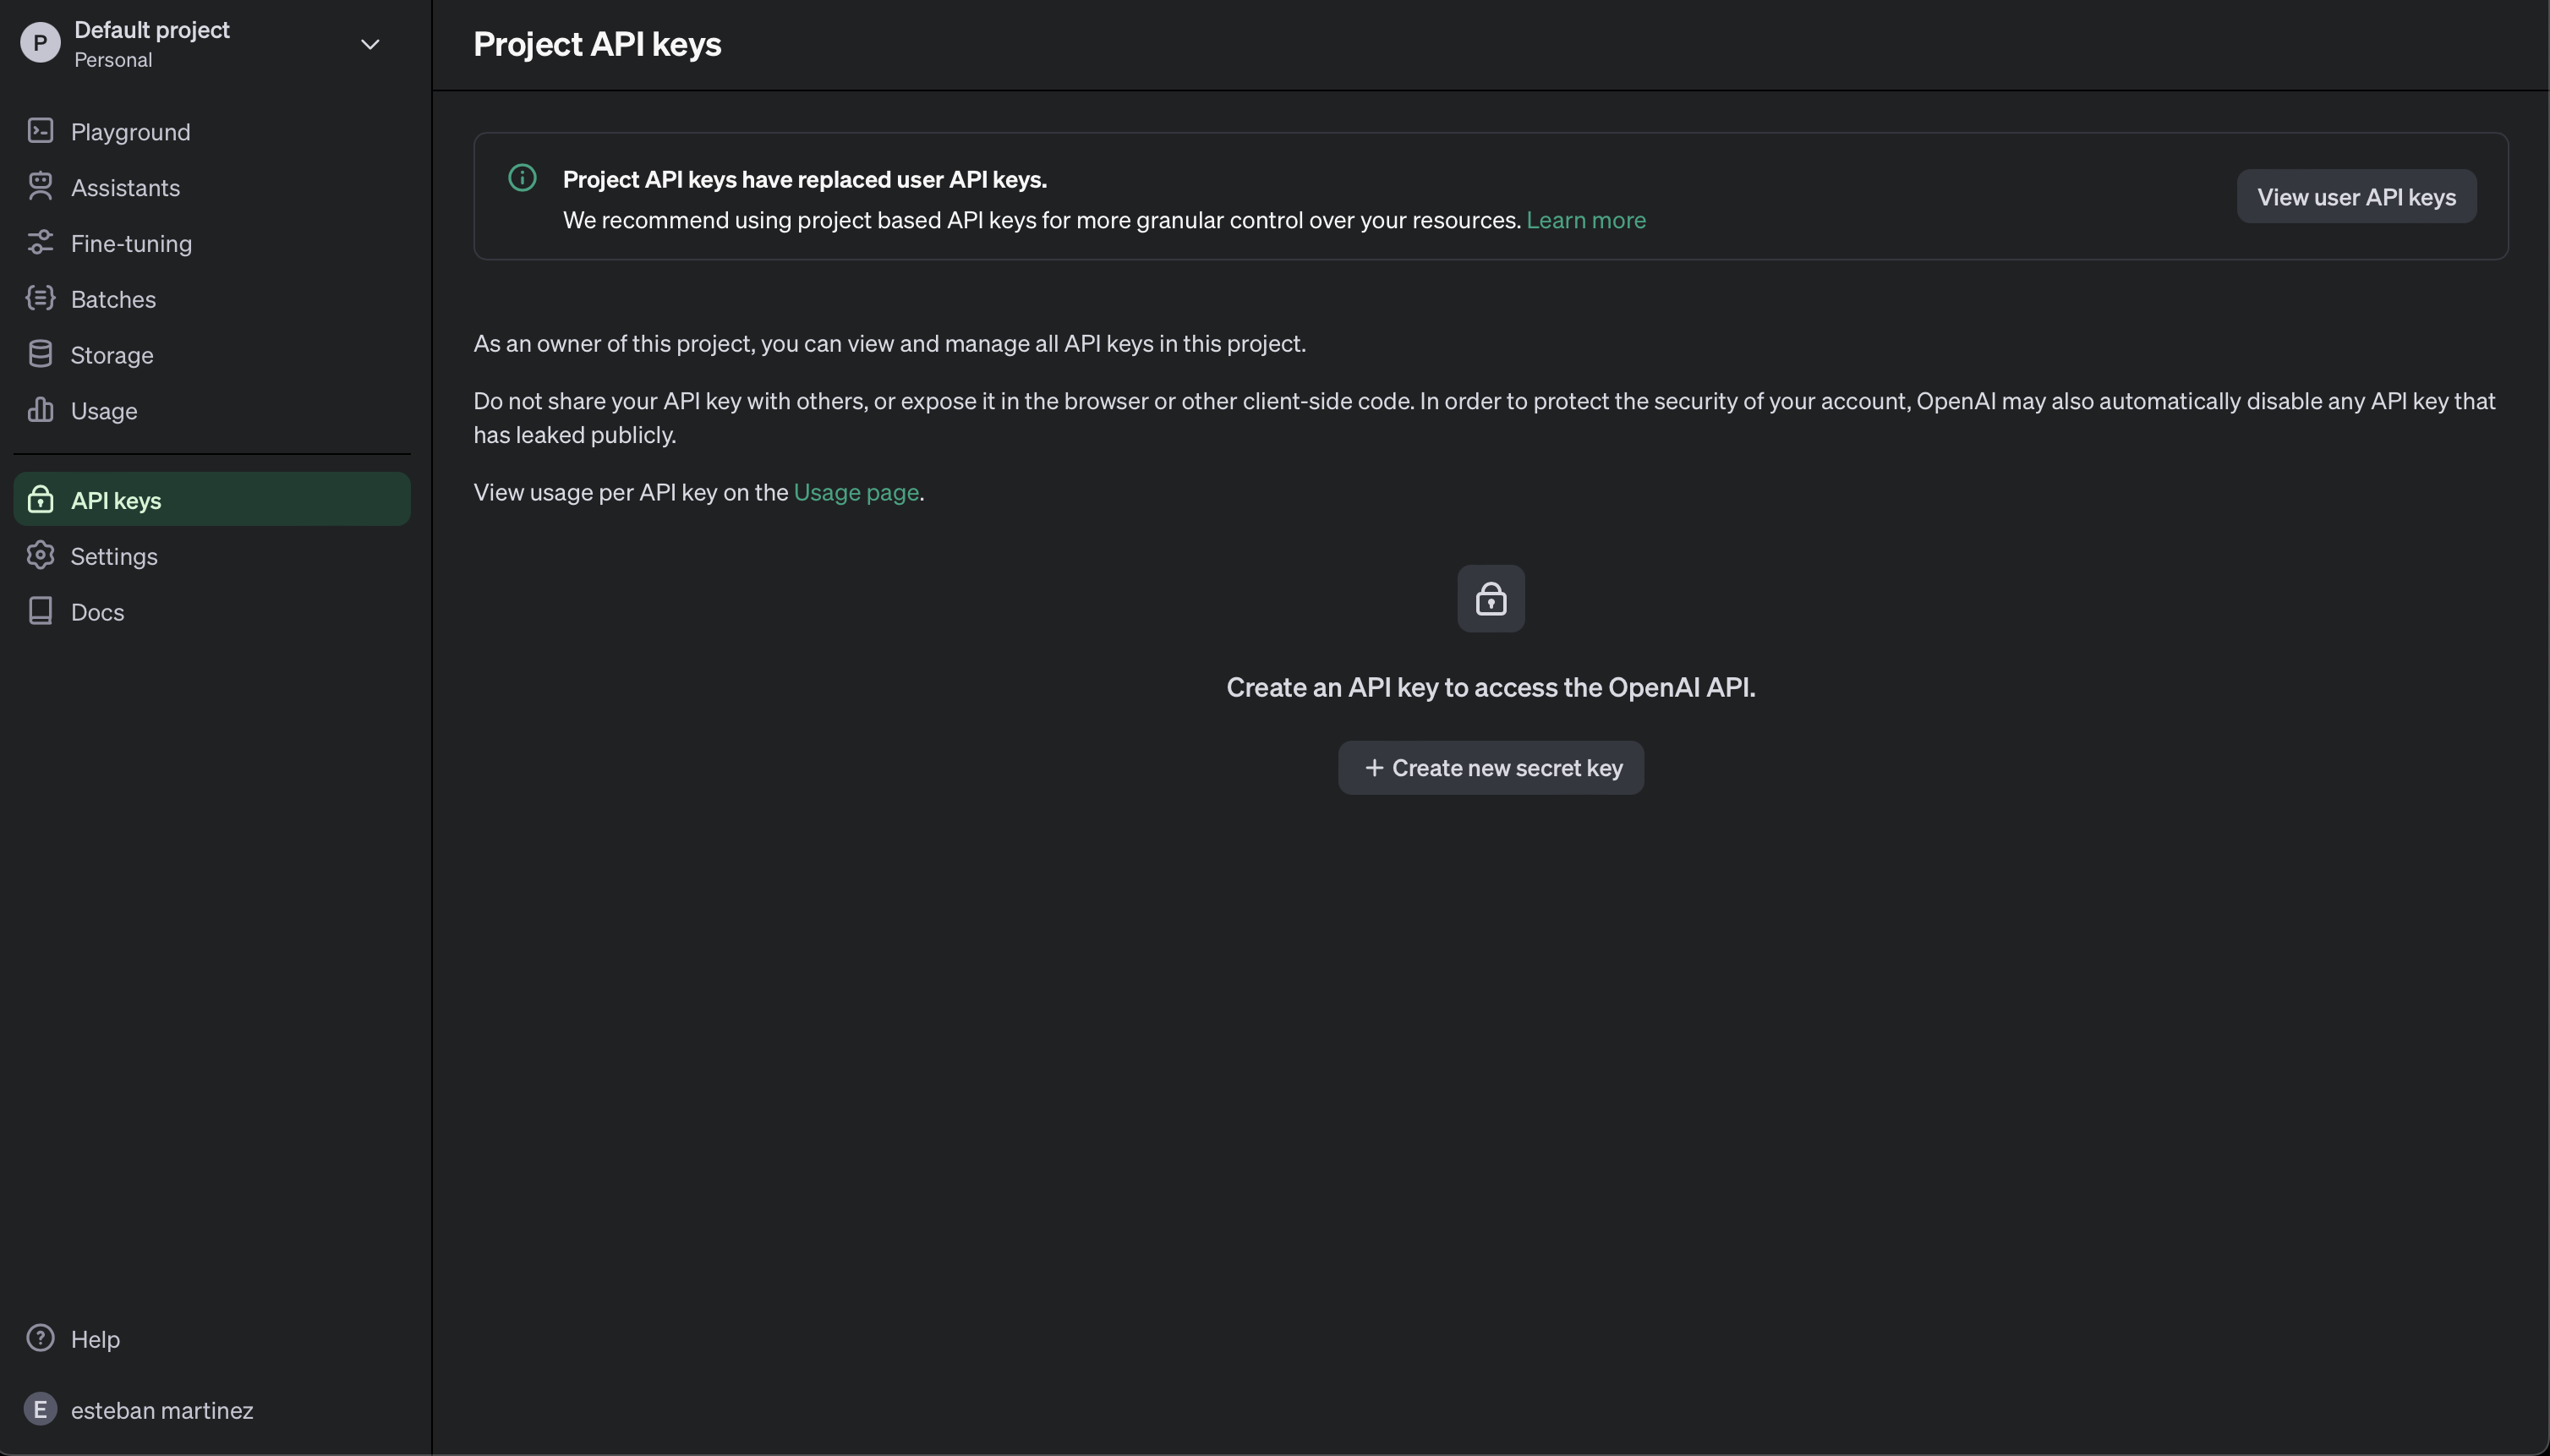 P
Default project
Personal
Playground
Assistants
Fine-tuning
Batches
Storage
Usage
API keys
Settings
Docs
Help
E
esteban martinez
Project API keys
Project API keys have replaced user API keys.
We recommend using project based API keys for more granular control over your resources. Learn more
View user API keys
As an owner of this project, you can view and manage all API keys in this project.
Do not share your API key with others, or expose it in the browser or other client-side code. In order to protect the security of your account, OpenAI may also automatically disable any API key that
has leaked publicly.
View usage per API key on the Usage page.
Create an API key to access the OpenAI API.
+ Create new secret key